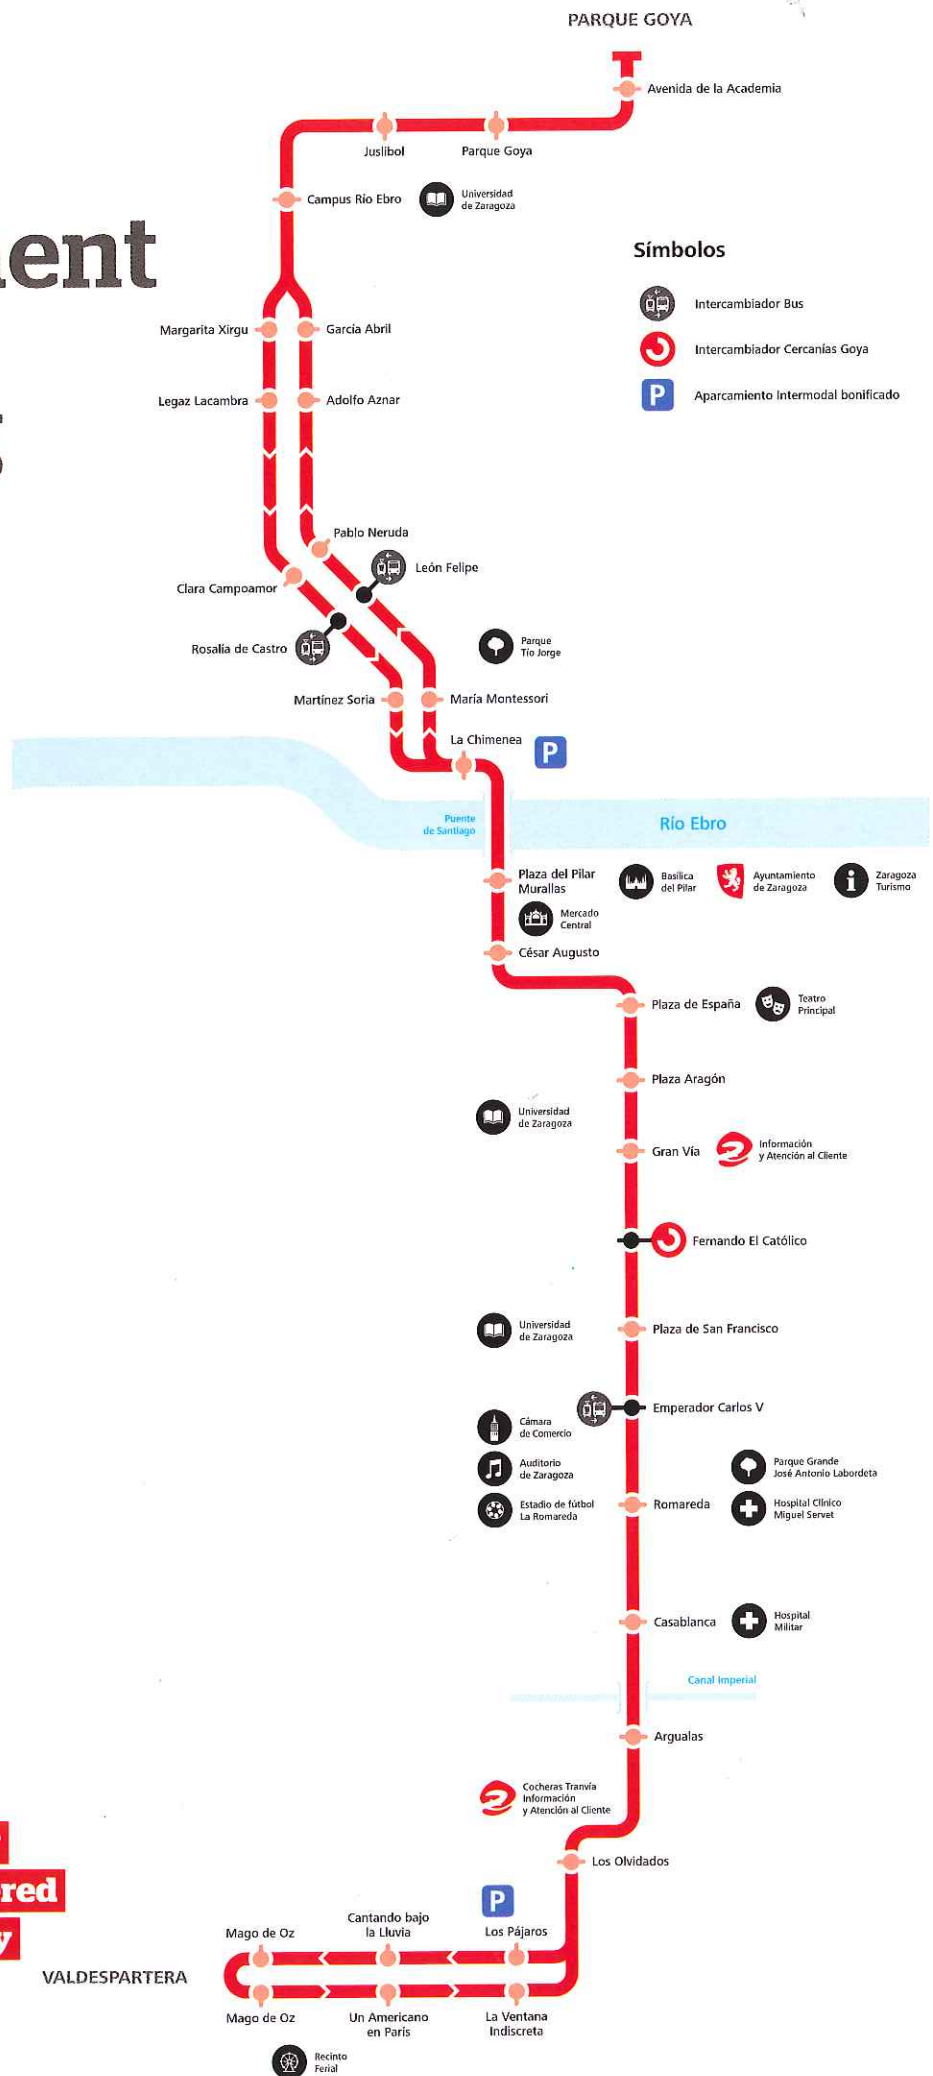 PARQUE GOYA
Avenida de la Academia
Juslibol
Parque Goya
Campus Río Ebro
Universidad
de Zaragoza
ent
Símbolos
Intercambiador Bus
Intercambiador Cercanías Goya
P
Aparcamiento Intermodal bonificado
Margarita Xirgu
García Abril
Legaz Lacambra
Adolfo Aznar
Pablo Neruda
León Felipe
Clara Campoamor
Rosalía de Castro
Parque
Tío Jorge
Martínez Soria
María Montessori
La Chimenea
P
Puente
de Santiago
Río Ebro
Plaza del Pilar
Murallas
Basílica
del Pilar
Ayuntamiento
de Zaragoza
i
Zaragoza
Turismo
Mercado
Central
César Augusto
Plaza de España
Teatro
Principal
Plaza Aragón
Universidad
de Zaragoza
Gran Vía
Información
y Atención al Cliente
Fernando El Católico
Universidad
de Zaragoza
Plaza de San Francisco
Emperador Carlos V
Cámara
de Comercio
Auditorio
de Zaragoza
Estadio de fútbol
La Romareda
Romareda
Parque Grande
José Antonio Labordeta
Hospital Clínico
Miguel Servet
Casablanca
Hospital
Militar
Canal Imperial
Argualas
Cocheras Tranvía
Información
y Atención al Cliente
Los Olvidados
red
y
P
Mago de Oz
Cantando bajo
la Lluvia
Los Pájaros
VALDESPARTERA
Mago de Oz
Un Americano
en París
La Ventana
Indiscreta
Recinto
Ferial